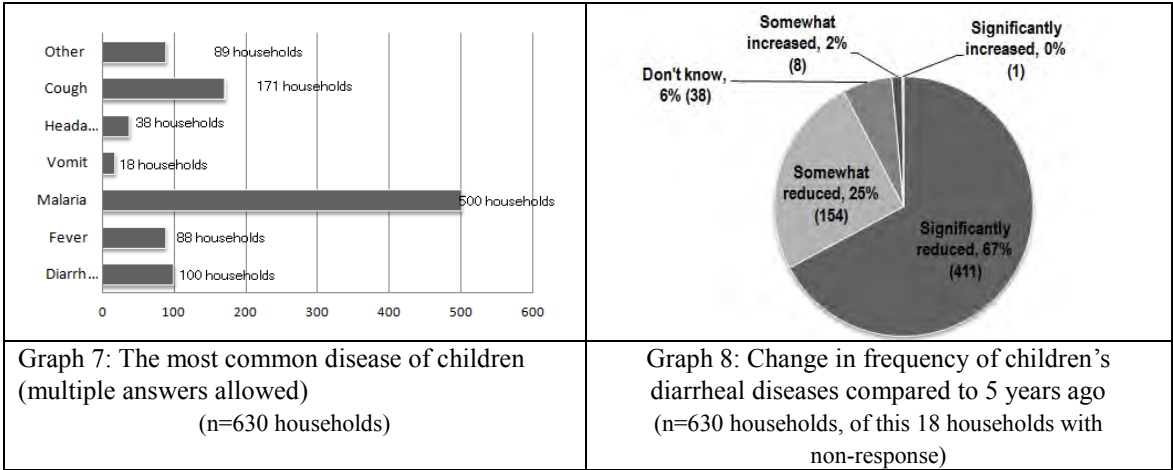 Other
89 households
Cough
171 households
Heada...
38 households
Vomit
18 households
Malaria
500 households
Fever
88 households
Diarrh...
100 households
0 100 200 300 400 500 600
Graph 7: The most common disease of children
(multiple answers allowed)
(n=630 households)
Somewhat
increased, 2%
(8)
Significantly
increased, 0%
(1)
Don't know,
6% (38)
Somewhat
reduced, 25%
(154)
Significantly
reduced, 67%
(411)
Graph 8: Change in frequency of children's
diarrheal diseases compared to 5 years ago
(n=630 households, of this 18 households with
non-response)